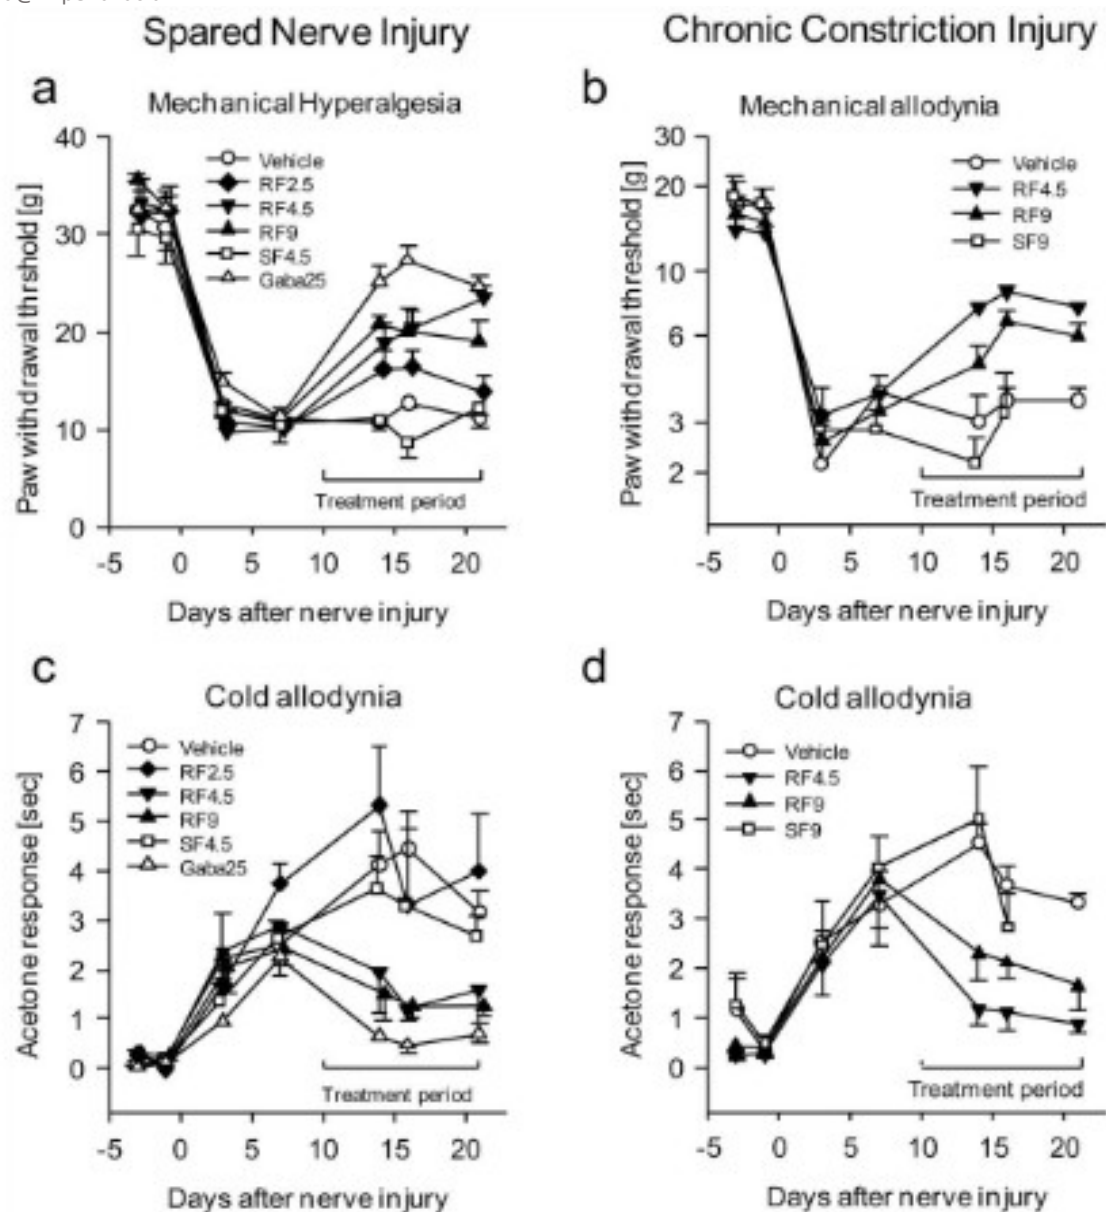 Spared Nerve Injury
Chronic Constriction Injury
a
Mechanical Hyperalgesia
40
30
20
10
0
Paw withdrawal thrshold [g]
Vehicle
RF2.5
RF4.5
RF9
SF4.5
Gaba25
Treatment period
-5 0 5 10 15 20
Days after nerve injury
b
Mechanical allodynia
30
20
10
6
3
2
Paw withdrawal threshold [g]
Vehicle
RF4.5
RF9
SF9
Treatment period
-5 0 5 10 15 20
Days after nerve injury
c
Cold allodynia
7
6
5
4
3
2
1
0
Acetone response [sec]
Vehicle
RF2.5
RF4.5
RF9
SF4.5
Gaba25
Treatment period
-5 0 5 10 15 20
Days after nerve injury
d
Cold allodynia
7
6
5
4
3
2
1
0
Acetone response [sec]
Vehicle
RF4.5
RF9
SF9
Treatment period
-5 0 5 10 15 20
Days after nerve injury